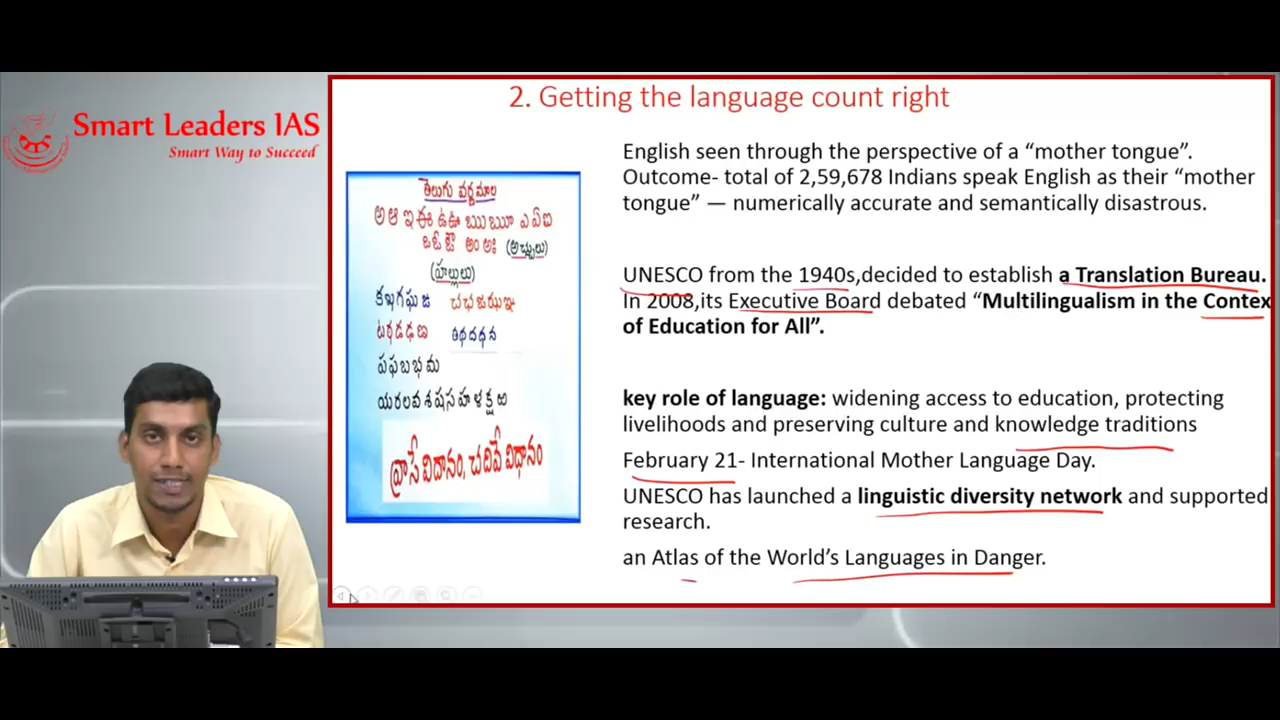 Smart Leaders IAS
Smart Way to Succeed
2. Getting the language count right
తెలుగు వర్ణమాల
అ ఆ ఇ ఈ ఉ ఊ ఋ ౠ ఎ ఏ ఐ
ఒ ఓ ఔ అం అః (అచ్చులు)
(హల్లులు)
క ఖ గ ఘ ఙ చ ఛ జ ఝ ఞ
ట ఠ డ ఢ ణ త థ ద ధ న
ప ఫ బ భ మ
య ర ల వ శ ష స హ ళ క్ష ఱ
వ్రాసే విదానం, చదివే విధానం
English seen through the perspective of a “mother tongue”.
Outcome- total of 2,59,678 Indians speak English as their “mother
tongue” — numerically accurate and semantically disastrous.
UNESCO from the 1940s,decided to establish a Translation Bureau.
In 2008,its Executive Board debated “Multilingualism in the Contex
of Education for All”.
key role of language: widening access to education, protecting
livelihoods and preserving culture and knowledge traditions
February 21- International Mother Language Day.
UNESCO has launched a linguistic diversity network and supported
research.
an Atlas of the World’s Languages in Danger.